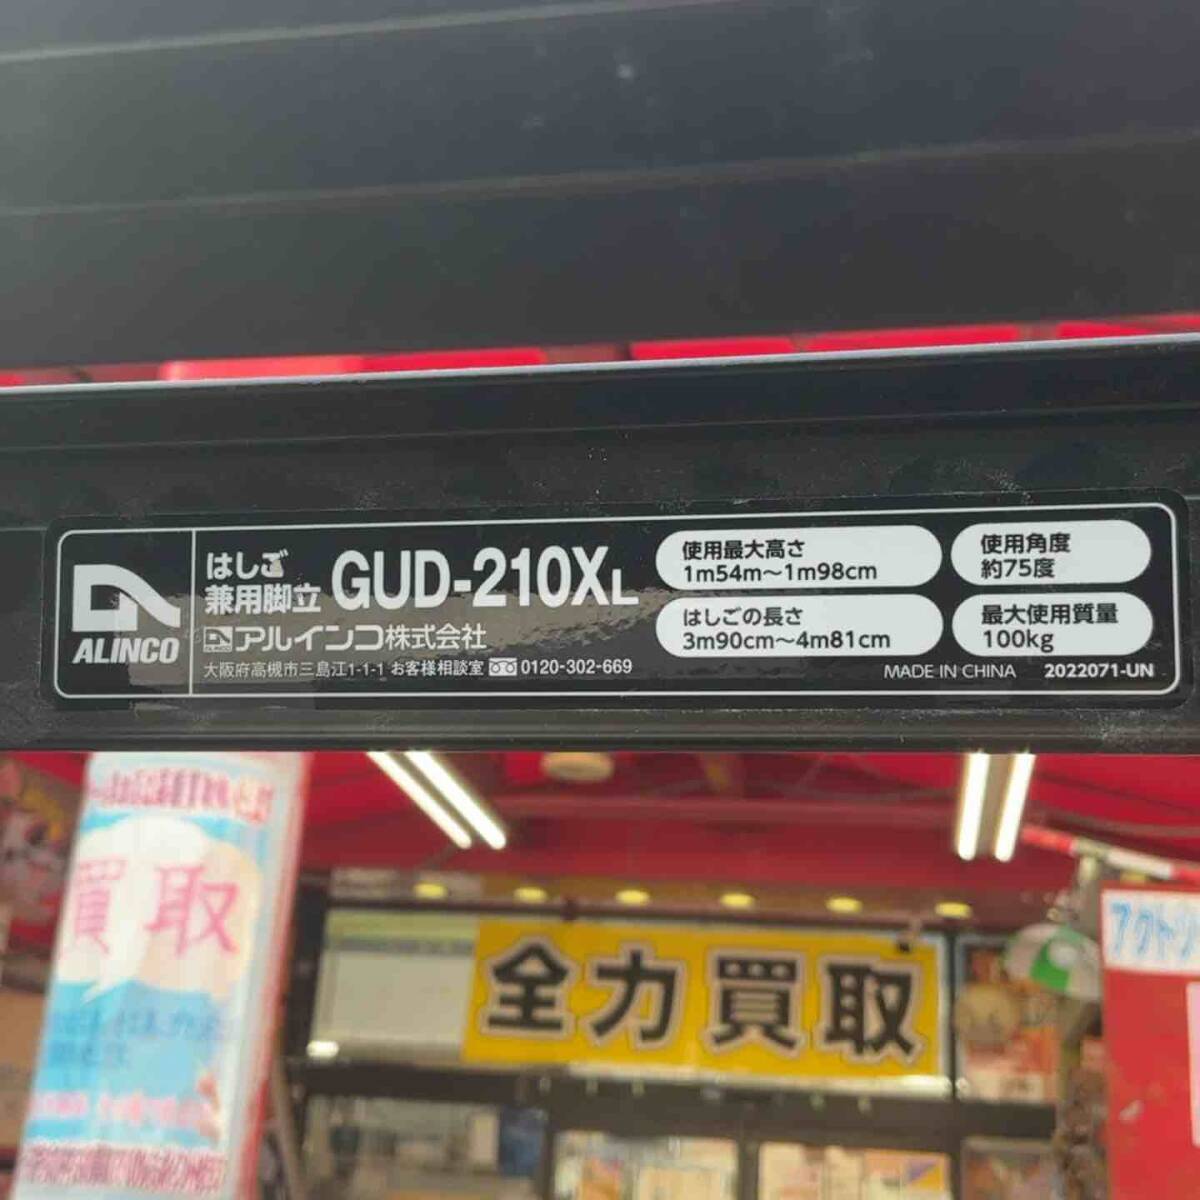 ALINCO
はしご
兼用脚立 GUD-210XL
アルインコ株式会社
大阪府高槻市三島江1-1-1 お客様相談室 0120-302-669
使用最大高さ
1m54m～1m98cm
はしごの長さ
3m90cm～4m81cm
使用角度
約75度
最大使用質量
100kg
MADE IN CHINA 2022071-UN
買取
全力買取
アクトリ